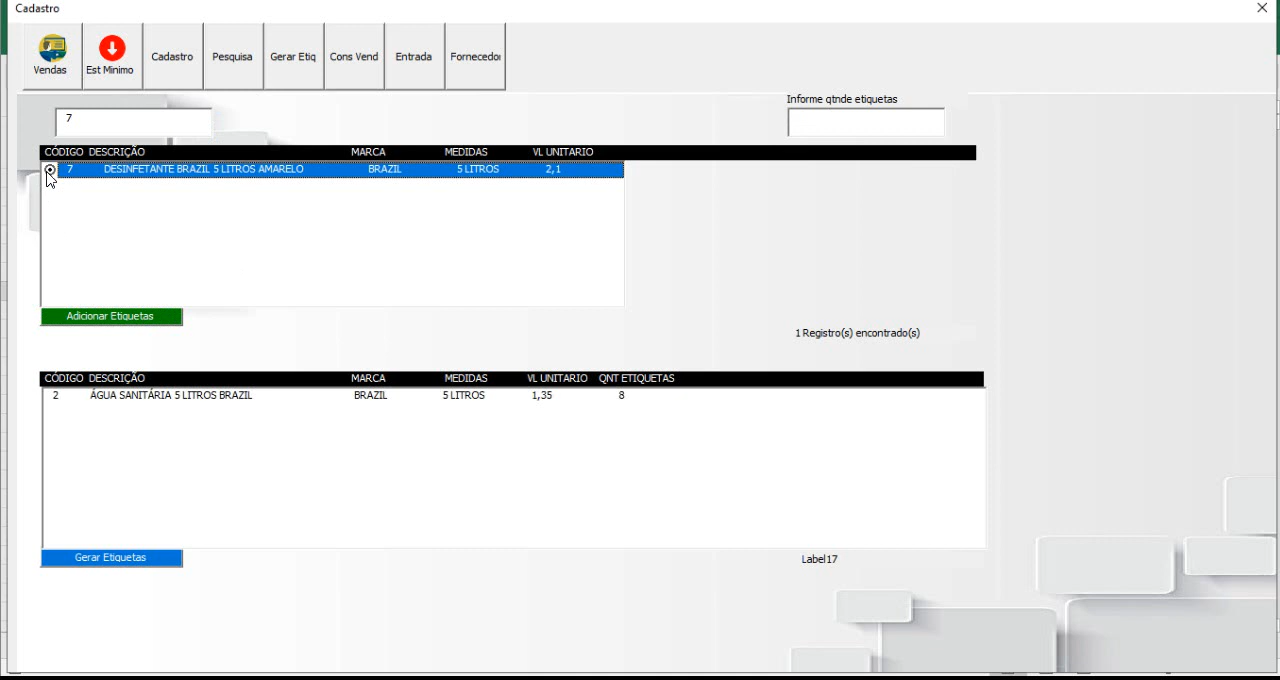 Cadastro
Vendas
Est Minimo
Cadastro
Pesquisa
Gerar Etiq
Cons Vend
Entrada
Fornecedo
Informe qtnde etiquetas
7
CÓDIGO DESCRIÇÃO MARCA MEDIDAS VL UNITARIO
7 DESINFETANTE BRAZIL 5 LITROS AMARELO BRAZIL 5 LITROS 2,1
Adicionar Etiquetas
1 Registro(s) encontrado(s)
CÓDIGO DESCRIÇÃO MARCA MEDIDAS VL UNITARIO QNT ETIQUETAS
2 ÁGUA SANITÁRIA 5 LITROS BRAZIL BRAZIL 5 LITROS 1,35 8
Gerar Etiquetas
Label17